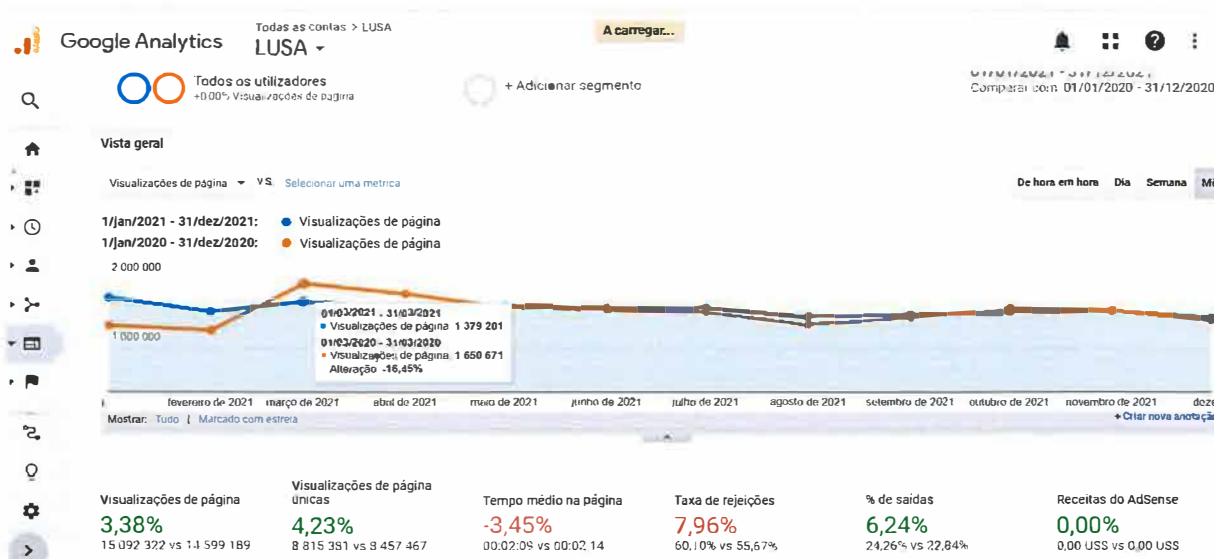 Todas as contas > LUSA
Google Analytics
LUSA
A carregar...
Todos os utilizadores
+0,00% Visualizações de página
+ Adicionar segmento
01/01/2021 - 31/12/2021
Comparar com: 01/01/2020 - 31/12/2020
Vista geral
Visualizações de página
VS.
Selecionar uma métrica
De hora em hora
Dia
Semana
1/jan/2021 - 31/dez/2021:
Visualizações de página
1/jan/2020 - 31/dez/2020:
Visualizações de página
2 000 000
1 000 000
01/03/2021 - 31/03/2021
Visualizações de página 1 379 201
01/03/2020 - 31/03/2020
Visualizações de página 1 650 671
Alteração -16,45%
fevereiro de 2021
março de 2021
abril de 2021
maio de 2021
junho de 2021
julho de 2021
agosto de 2021
setembro de 2021
outubro de 2021
novembro de 2021
deze
Mostrar: Tudo | Marcado com estrela
+ Criar nova anotação
Visualizações de página
3,38%
15 092 322 vs 14 599 189
Visualizações de página
únicas
4,23%
8 815 381 vs 8 457 467
Tempo médio na página
-3,45%
00:02:09 vs 00:02:14
Taxa de rejeições
7,96%
60,10% vs 55,67%
% de saídas
6,24%
24,26% vs 22,84%
Receitas do AdSense
0,00%
0,00 US$ vs 0,00 US$